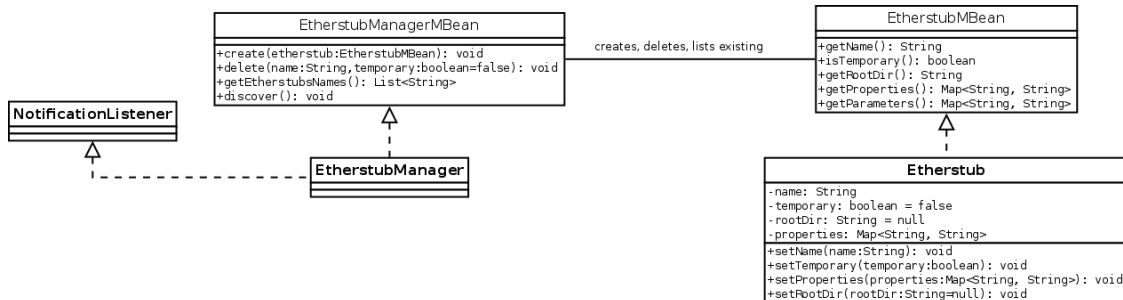 EtherstubManagerMBean
+create(etherstub:EtherstubMBean): void
+delete(name:String,temporary:boolean=false): void
+getEtherstubsNames(): List<String>
+discover(): void
creates, deletes, lists existing
EtherstubMBean
+getName(): String
+isTemporary(): boolean
+getRootDir(): String
+getProperties(): Map<String, String>
+getParameters(): Map<String, String>
NotificationListener
EtherstubManager
Etherstub
-name: String
-temporary: boolean = false
-rootDir: String = null
-properties: Map<String, String>
+setName(name:String): void
+setTemporary(temporary:boolean): void
+setProperties(properties:Map<String, String>): void
+setRootDir(rootDir:String=null): void